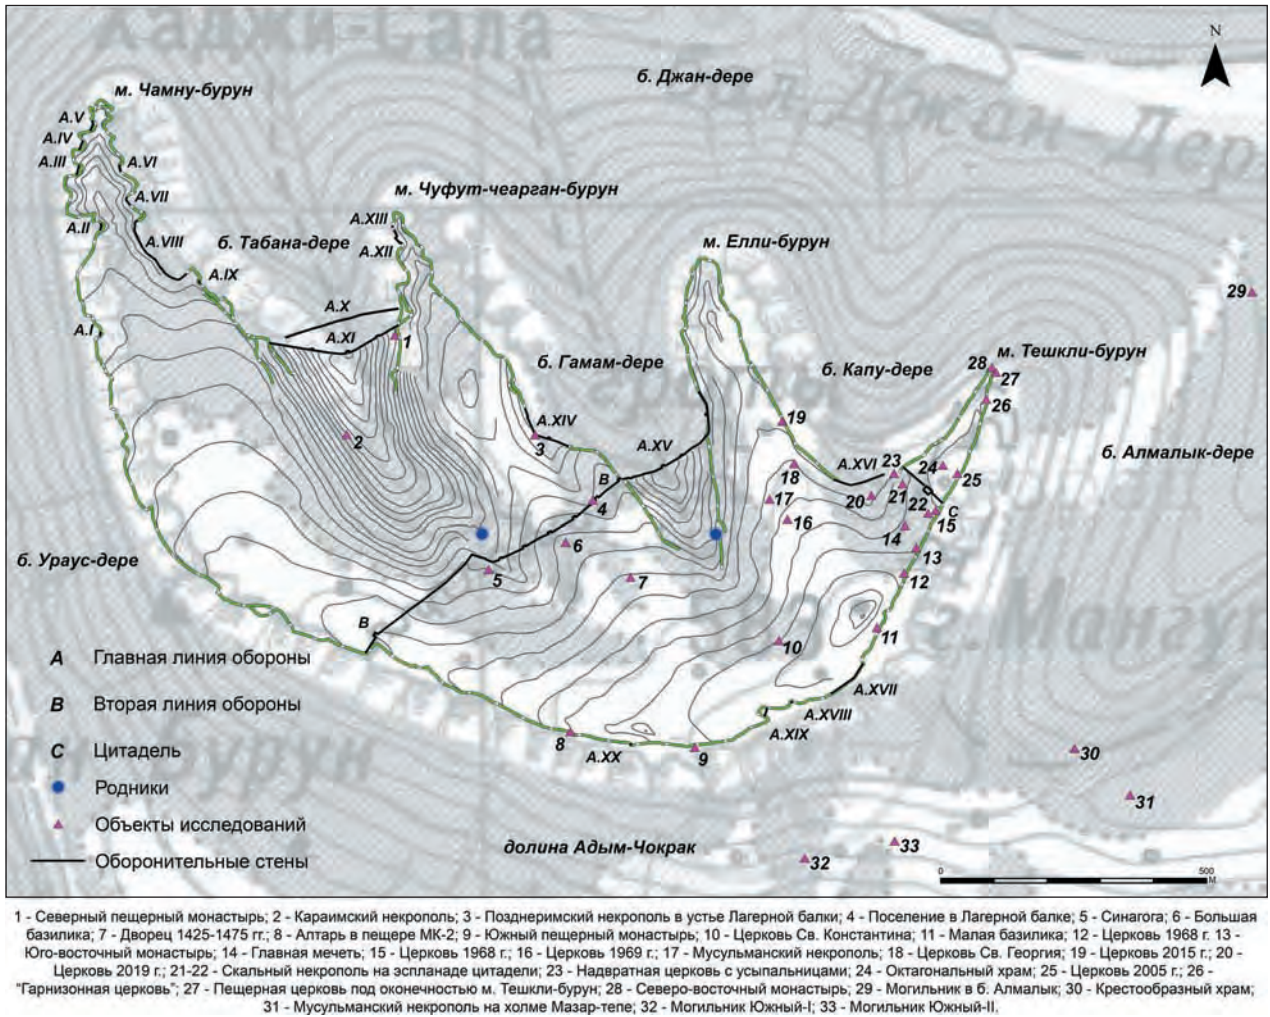 Хаджи-Сала
N
б. Джан-дере
м. Чамну-бурун
A.V
A.IV
A.III
A.VI
A.VII
A.II
A.VIII
A.IX
б. Табана-дере
м. Чуфут-чеарган-бурун
A.XIII
A.XII
м. Елли-бурун
29
A.I
A.X
A.XI
1
б. Гамам-дере
б. Капу-дере
28
м. Тешкли-бурун
27
26
A.XIV
3
A.XV
19
2
б. Алмалык-дере
18
A.XVI
23
24
25
B
4
17
20
21
22
C
16
15
14
6
13
5
7
12
б. Ураус-дере
B
11
10
A Главная линия обороны
A.XVII
B Вторая линия обороны
A.XVIII
A.XIX
8
A.XX
9
C Цитадель
30
Родники
31
Объекты исследований
долина Адым-Чокрак
33
32
Оборонительные стены
0 500
М
1 - Северный пещерный монастырь; 2 - Караимский некрополь; 3 - Позднеримский некрополь в устье Лагерной балки; 4 - Поселение в Лагерной балке; 5 - Синагога; 6 - Большая
базилика; 7 - Дворец 1425-1475 гг.; 8 - Алтарь в пещере МК-2; 9 - Южный пещерный монастырь; 10 - Церковь Св. Константина; 11 - Малая базилика; 12 - Церковь 1968 г. 13 -
Юго-восточный монастырь; 14 - Главная мечеть; 15 - Церковь 1968 г.; 16 - Церковь 1969 г.; 17 - Мусульманский некрополь; 18 - Церковь Св. Георгия; 19 - Церковь 2015 г.; 20 -
Церковь 2019 г.; 21-22 - Скальный некрополь на эспланаде цитадели; 23 - Надвратная церковь с усыпальницами; 24 - Октагональный храм; 25 - Церковь 2005 г.; 26 -
"Гарнизонная церковь"; 27 - Пещерная церковь под оконечностью м. Тешкли-бурун; 28 - Северо-восточный монастырь; 29 - Могильник в б. Алмалык; 30 - Крестообразный храм;
31 - Мусульманский некрополь на холме Мазар-тепе; 32 - Могильник Южный-I; 33 - Могильник Южный-II.